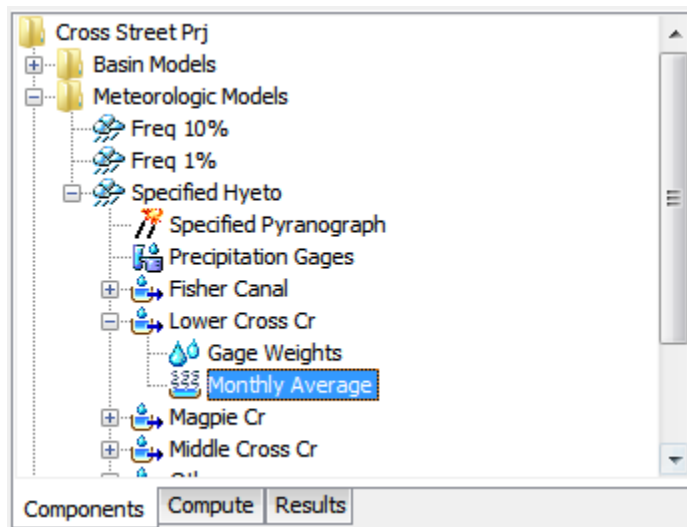 Cross Street Prj
Basin Models
Meteorologic Models
Freq 10%
Freq 1%
Specified Hyeto
Specified Pyranograph
Precipitation Gages
Fisher Canal
Lower Cross Cr
Gage Weights
Monthly Average
Magpie Cr
Middle Cross Cr
Components Compute Results